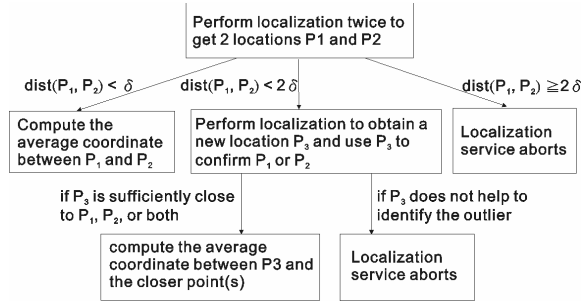 Perform localization twice to
get 2 locations P1 and P2
dist(P₁, P₂) < δ
dist(P₁, P₂) < 2δ
dist(P₁, P₂) ≧2δ
Compute the
average coordinate
between P₁ and P₂
Perform localization to obtain a
new location P₃ and use P₃ to
confirm P₁ or P₂
Localization
service aborts
if P₃ is sufficiently close
to P₁, P₂, or both
if P₃ does not help to
identify the outlier
compute the average
coordinate between P3 and
the closer point(s)
Localization
service aborts